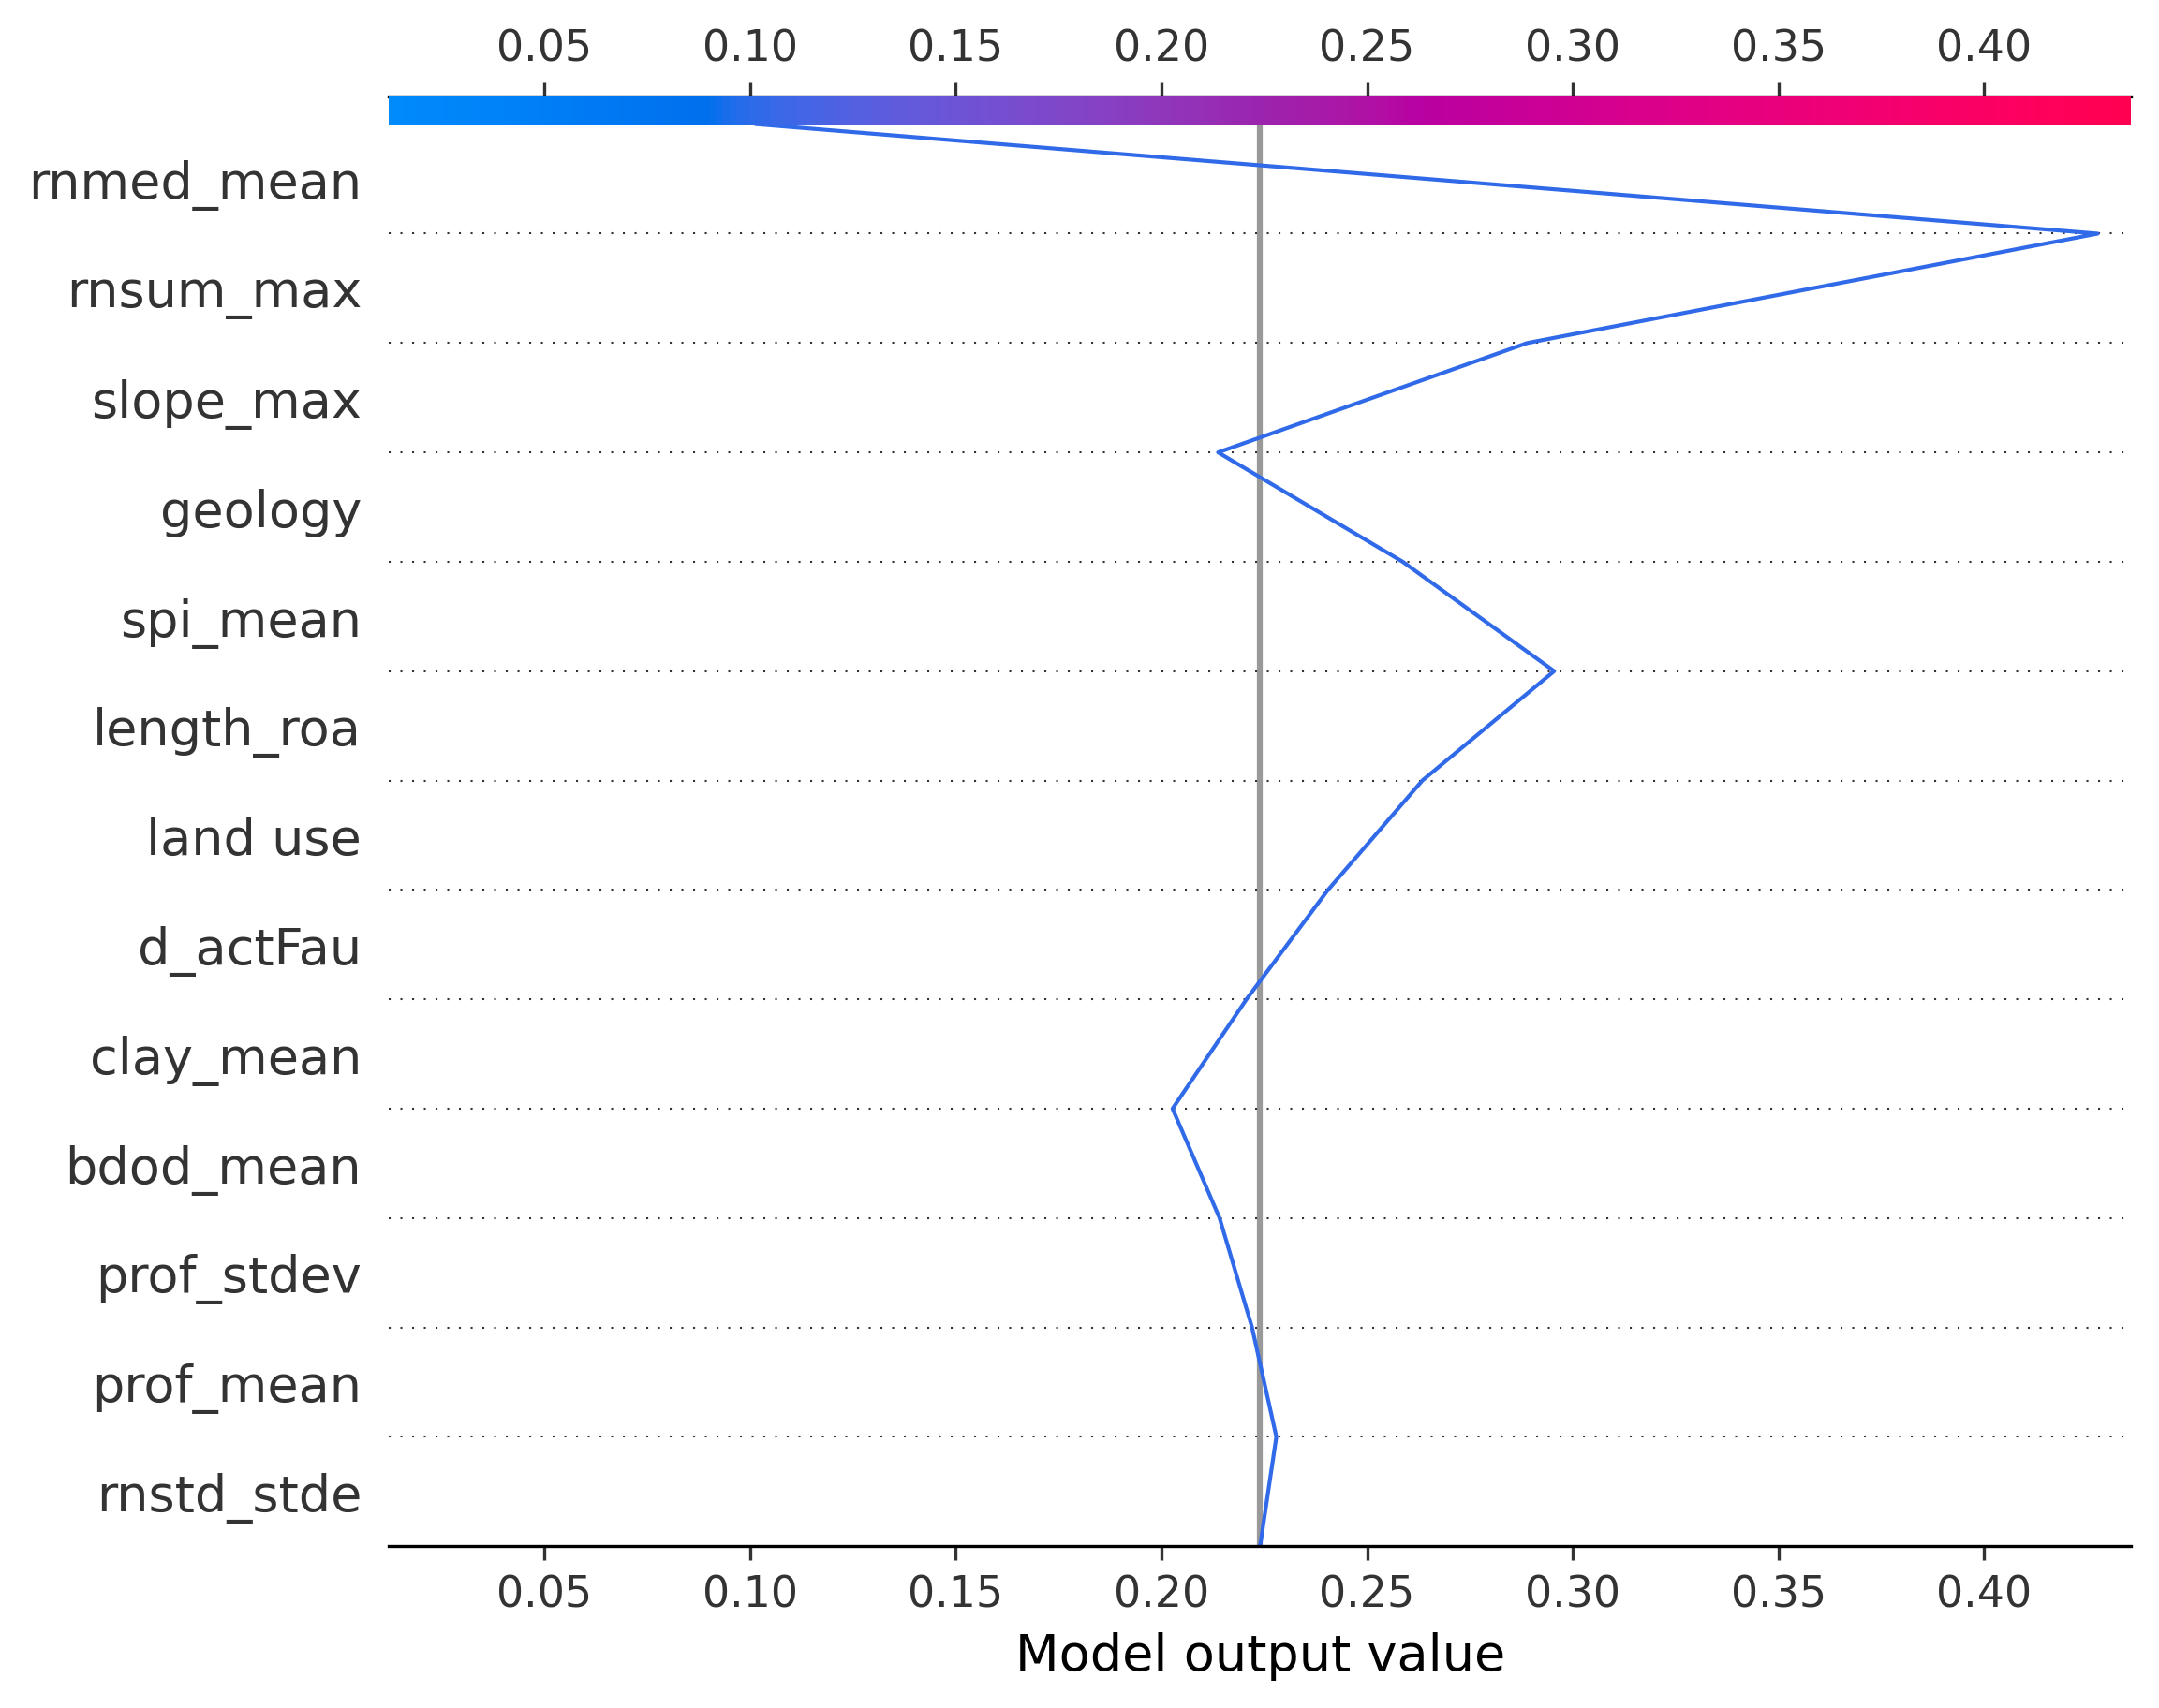 0.05 0.10 0.15 0.20 0.25 0.30 0.35 0.40
rnmed_mean
rnsum_max
slope_max
geology
spi_mean
length_roa
land use
d_actFau
clay_mean
bdod_mean
prof_stdev
prof_mean
rnstd_stde
0.05 0.10 0.15 0.20 0.25 0.30 0.35 0.40
Model output value